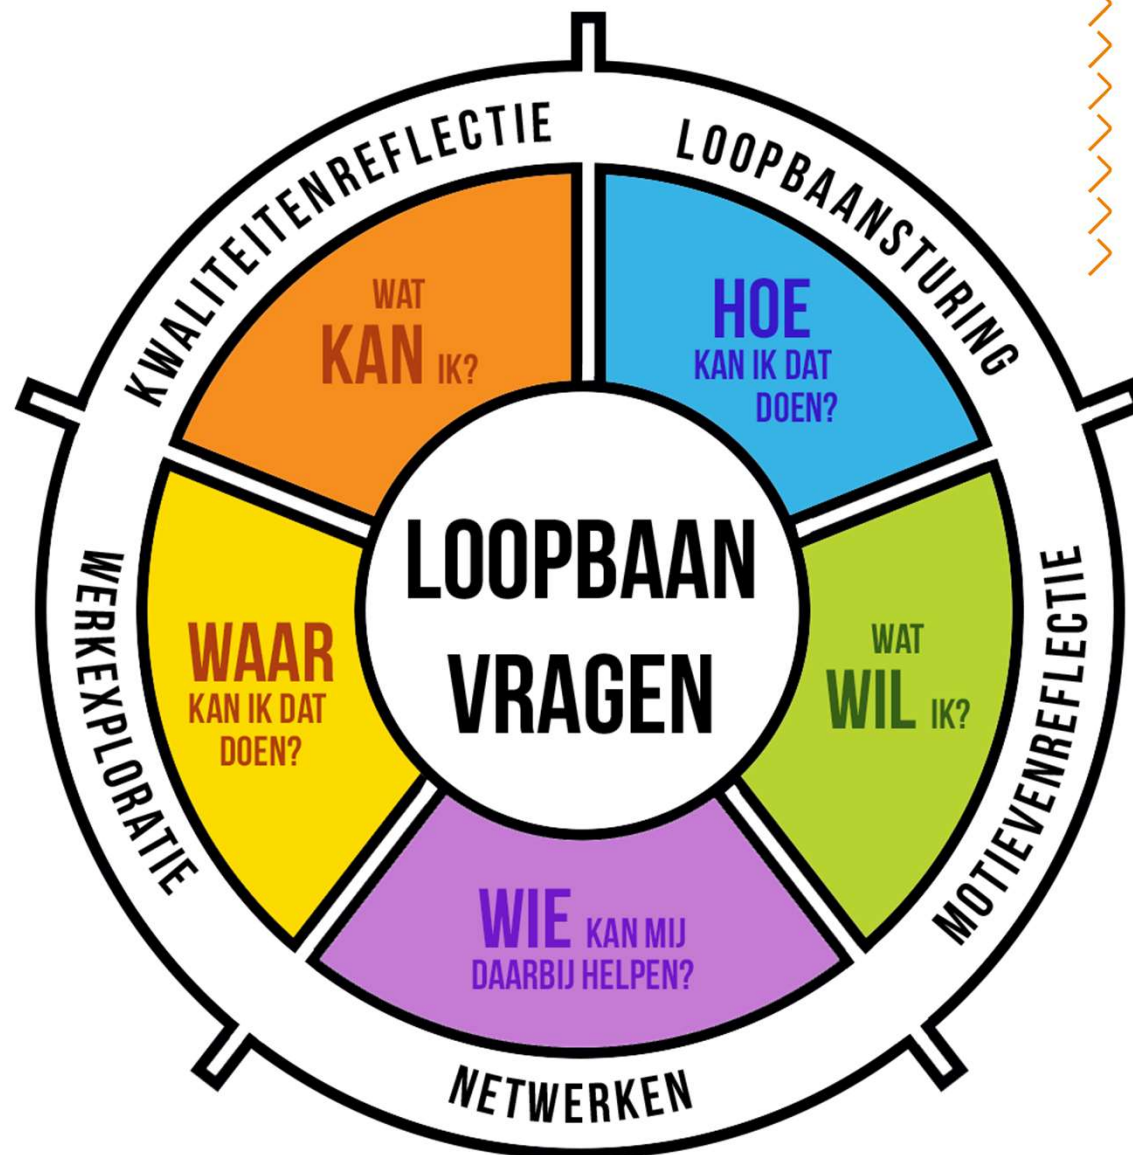 KWALITEITENREFLECTIE
LOOPBAANSTURING
WAT
KAN IK?
HOE
KAN IK DAT
DOEN?
LOOPBAAN
VRAGEN
WERKEXPLORATIE
WAAR
KAN IK DAT
DOEN?
WAT
WIL IK?
MOTIEVENREFLECTIE
WIE KAN MIJ
DAARBIJ HELPEN?
NETWERKEN